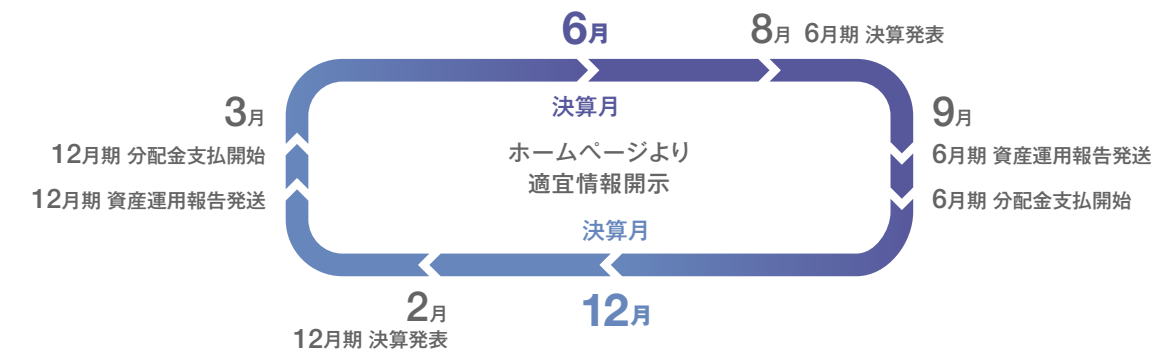 6月
決算月
8月 6月期 決算発表
9月
6月期 資産運用報告発送
6月期 分配金支払開始
ホームページより
適宜情報開示
決算月
12月
2月
12月期 決算発表
3月
12月期 分配金支払開始
12月期 資産運用報告発送